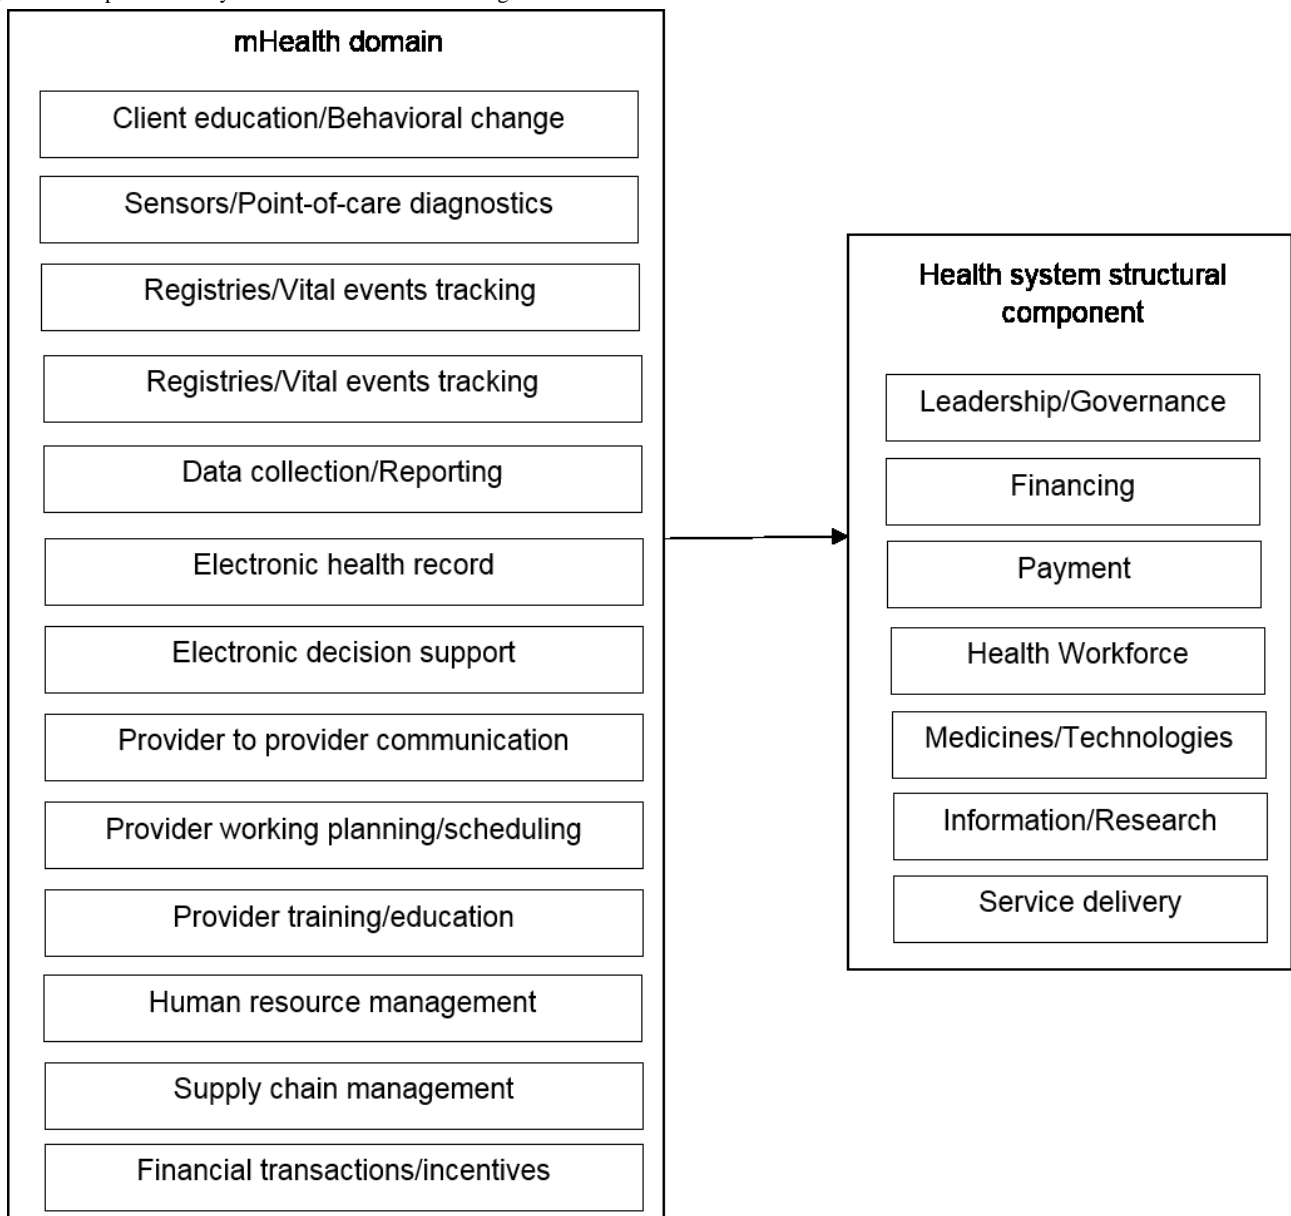 mHealth domain
Client education/Behavioral change
Sensors/Point-of-care diagnostics
Registries/Vital events tracking
Registries/Vital events tracking
Data collection/Reporting
Electronic health record
Electronic decision support
Provider to provider communication
Provider working planning/scheduling
Provider training/education
Human resource management
Supply chain management
Financial transactions/incentives
Health system structural
component
Leadership/Governance
Financing
Payment
Health Workforce
Medicines/Technologies
Information/Research
Service delivery